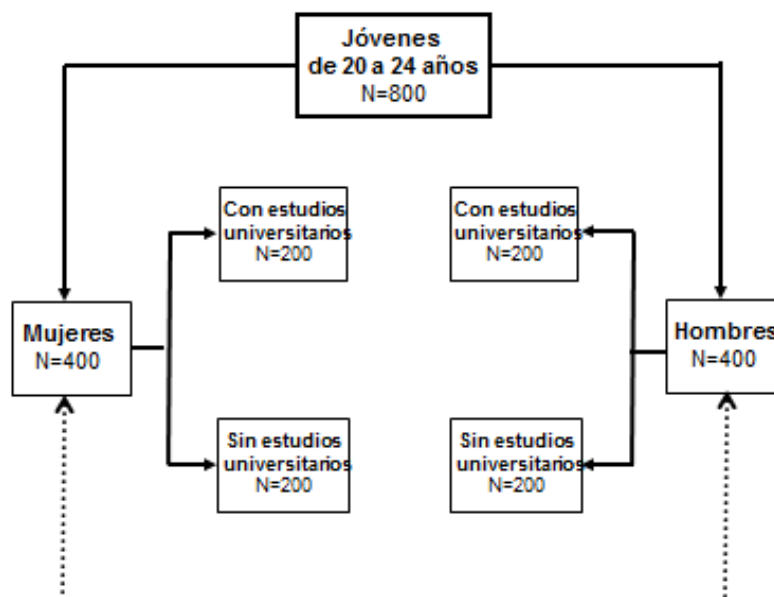 Jóvenes
de 20 a 24 años
N=800
Con estudios
universitarios
N=200
Con estudios
universitarios
N=200
Mujeres
N=400
Hombres
N=400
Sin estudios
universitarios
N=200
Sin estudios
universitarios
N=200